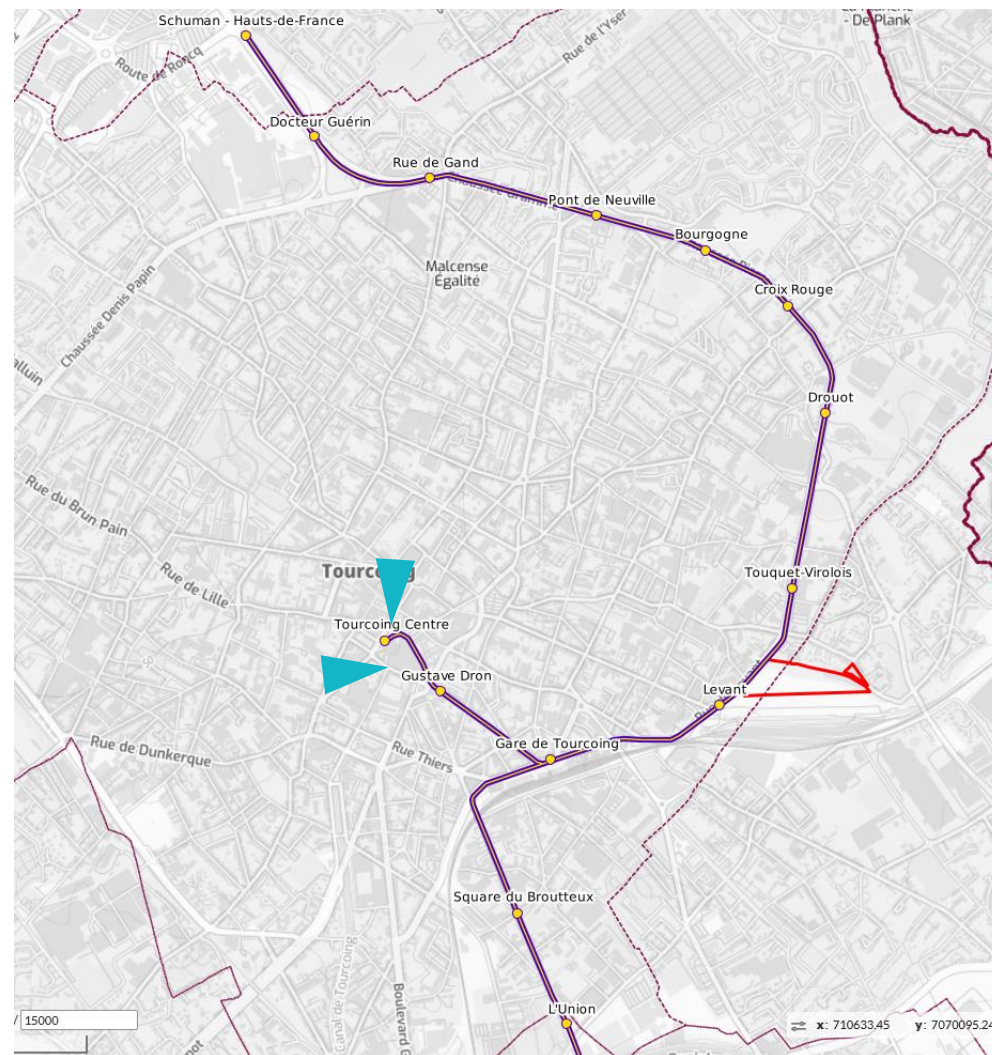 - De Plank
Schuman - Hauts-de-France
Rue de l'Yser
Route de Roncq
Docteur Guérin
Rue de Gand
Pont de Neuville
Bourgogne
Malcense
Égalité
Croix Rouge
Chaussée Denis Papin
Drouot
Rue du Brun Pain
Touquet-Virolois
Rue de Lille
Tourcoing Centre
Gustave Dron
Levant
Rue de Dunkerque
Rue Thiers
Gare de Tourcoing
Square du Broutteux
Canal de Tourcoing
L'Union
15000
x: 710633.45 y: 7070095.24